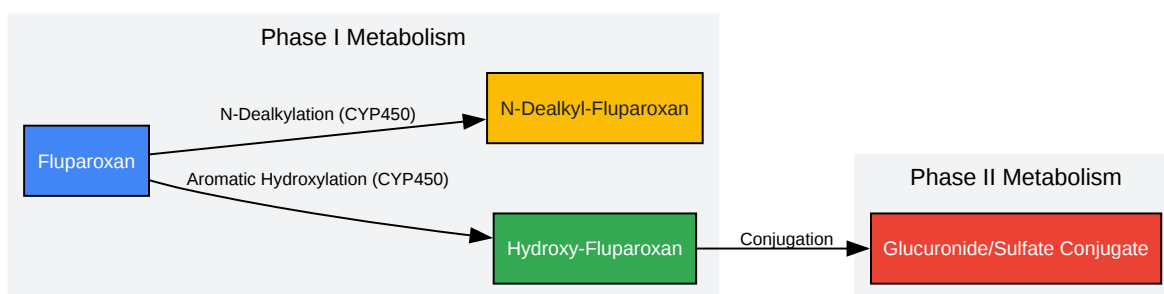 Phase I Metabolism
N-Dealkylation (CYP450)
N-Dealkyl-Fluparoxan
Fluparoxan
Aromatic Hydroxylation (CYP450)
Hydroxy-Fluparoxan
Phase II Metabolism
Conjugation
Glucuronide/Sulfate Conjugate